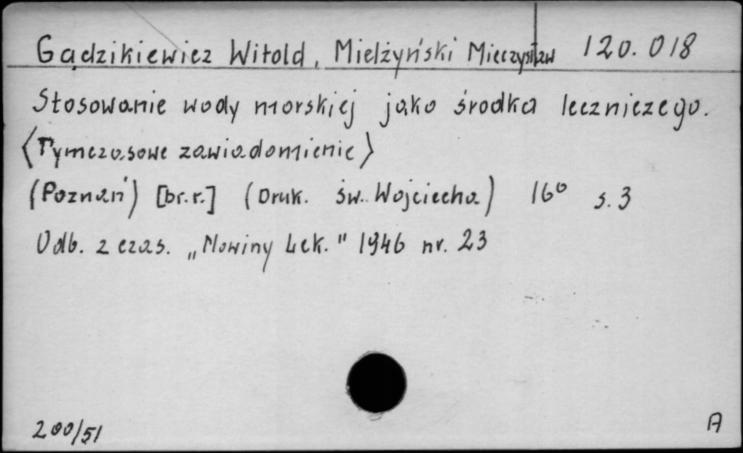 Gądzikiewicz Witold, Mielżyński Mieczysław 120.018
Stosowanie wody morskiej jako środka leczniczego.
⟨Tymczasowe zawiadomienie⟩
(Poznań) [br.r.] (Druk. św. Wojciecha) 16° s. 3
Odb. z czas. „Nowiny Lek." 1946 nr. 23
200/51 A